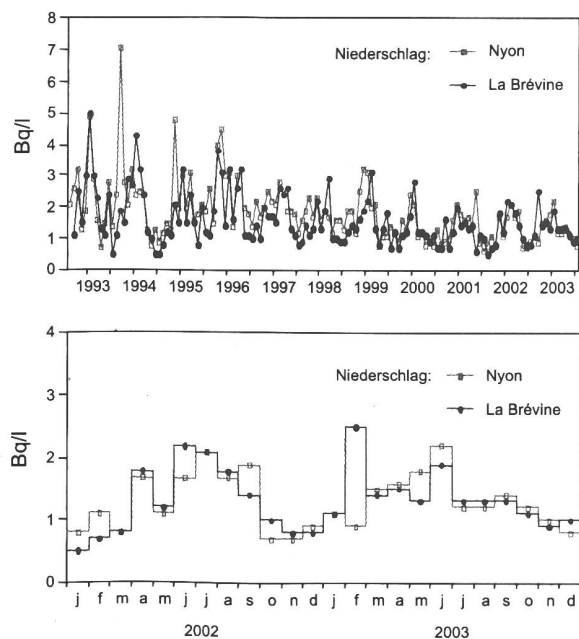 8
7
6
5
4
3
2
1
0
Bq/l
Niederschlag: Nyon
La Brévine
1993 1994 1995 1996 1997 1998 1999 2000 2001 2002 2003
4
3
2
1
0
Bq/l
Niederschlag: Nyon
La Brévine
j f m a m j j a s o n d j f m a m j j a s o n d
2002 2003